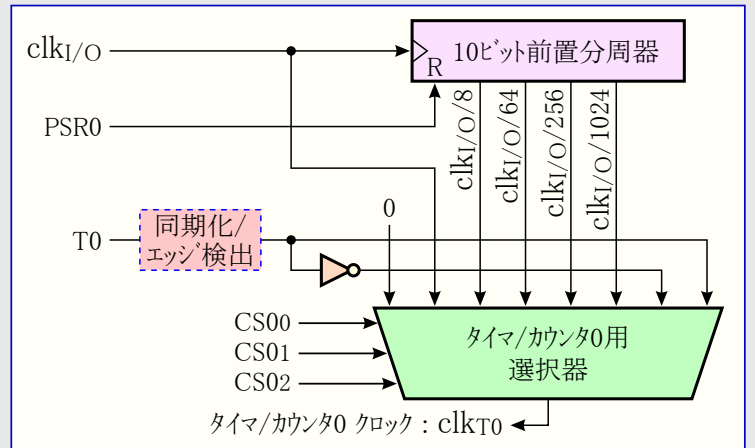 clkI/O
10ビット前置分周器
R
PSR0
clkI/O/8
clkI/O/64
clkI/O/256
clkI/O/1024
0
T0
同期化/
エッジ検出
CS00
CS01
CS02
タイマ/カウンタ0用
選択器
タイマ/カウンタ0 クロック : clkT0